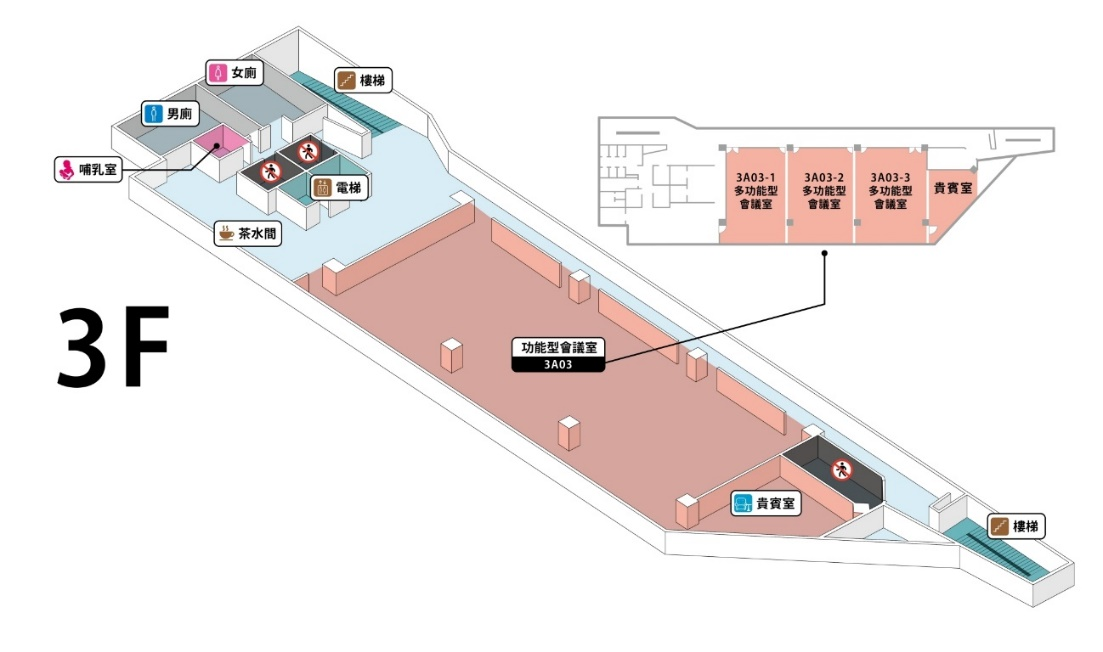 女廁
樓梯
男廁
哺乳室
電梯
茶水間
3A03-1
多功能型
會議室
3A03-2
多功能型
會議室
3A03-3
多功能型
會議室
貴賓室
3F
功能型會議室
3A03
貴賓室
樓梯